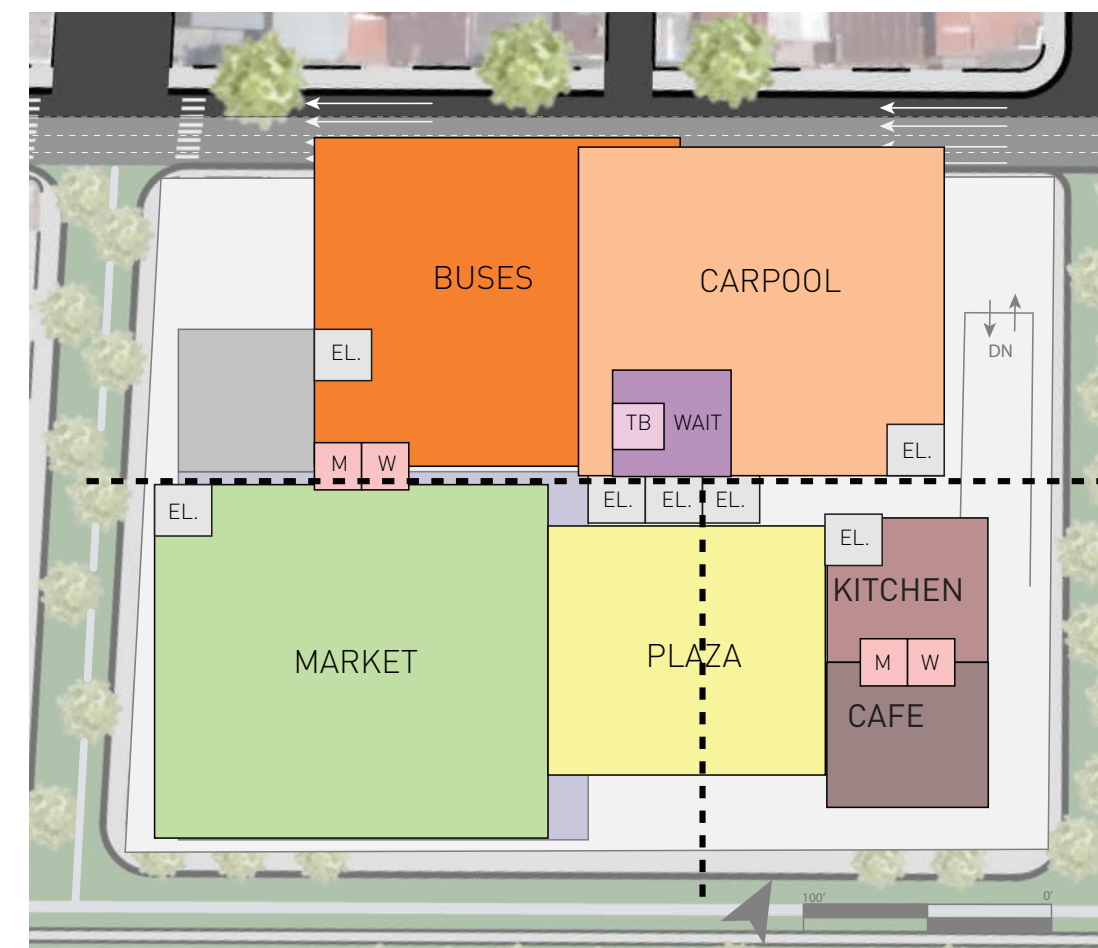 BUSES
CARPOOL
EL.
DN
TB
WAIT
EL.
M
W
EL.
EL.
EL.
EL.
EL.
KITCHEN
MARKET
PLAZA
M
W
CAFE
100'
0'